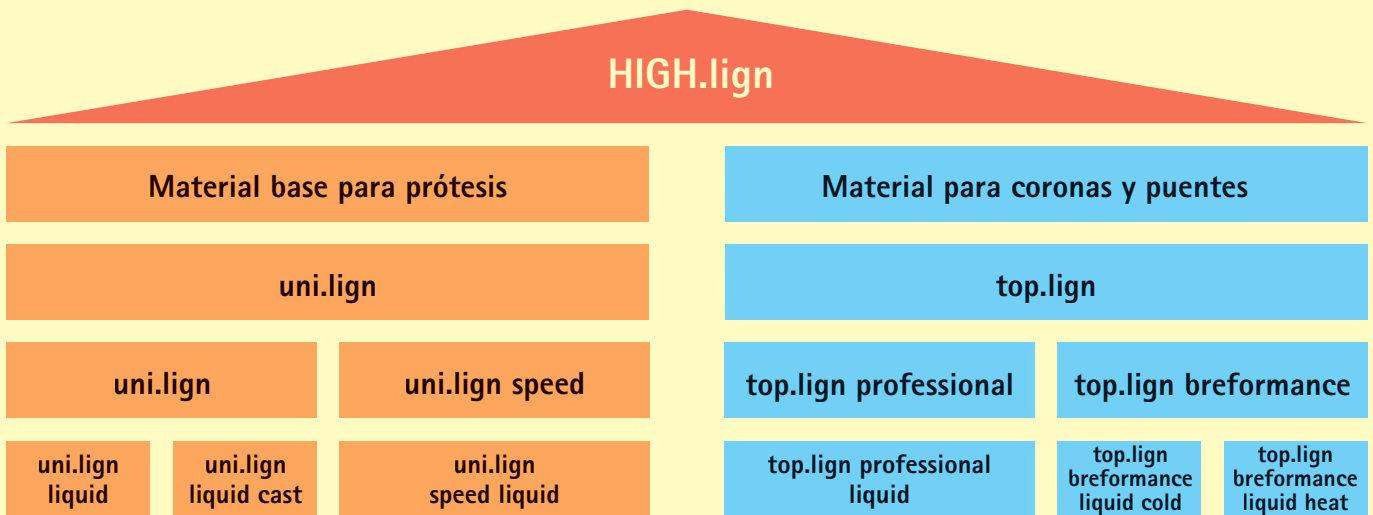 HIGH.lign
Material base para prótesis
Material para coronas y puentes
uni.lign
top.lign
uni.lign
uni.lign speed
top.lign professional
top.lign breformance
uni.lign
liquid
uni.lign
liquid cast
uni.lign
speed liquid
top.lign professional
liquid
top.lign
breformance
liquid cold
top.lign
breformance
liquid heat